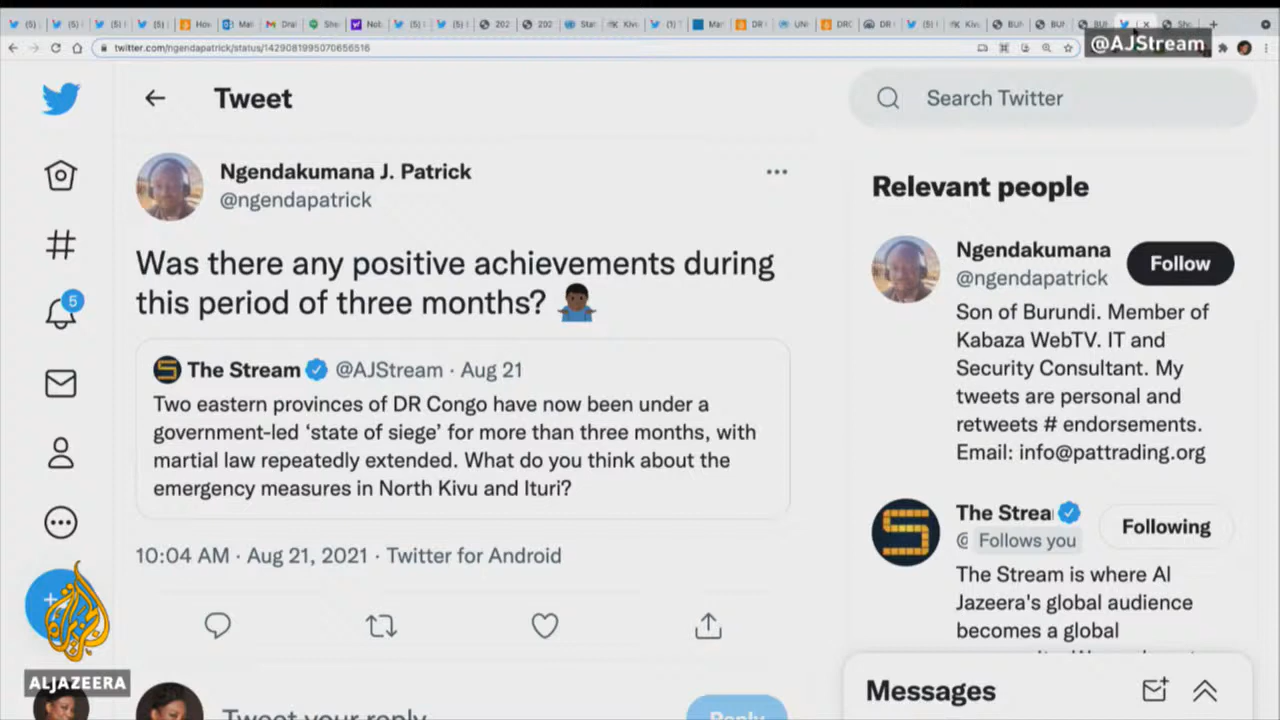 twitter.com/ngendapatrick/status/1429081995070656516
@AJStream
Tweet
Search Twitter
Ngendakumana J. Patrick
@ngendapatrick
Was there any positive achievements during
this period of three months?
The Stream @AJStream · Aug 21
Two eastern provinces of DR Congo have now been under a
government-led ‘state of siege’ for more than three months, with
martial law repeatedly extended. What do you think about the
emergency measures in North Kivu and Ituri?
10:04 AM · Aug 21, 2021 · Twitter for Android
5
Relevant people
Ngendakumana
@ngendapatrick
Follow
Son of Burundi. Member of
Kabaza WebTV. IT and
Security Consultant. My
tweets are personal and
retweets # endorsements.
Email: info@pattrading.org
The Strea
@ Follows you
Following
The Stream is where Al
Jazeera's global audience
becomes a global
Messages
ALJAZEERA
Tweet your reply
Reply